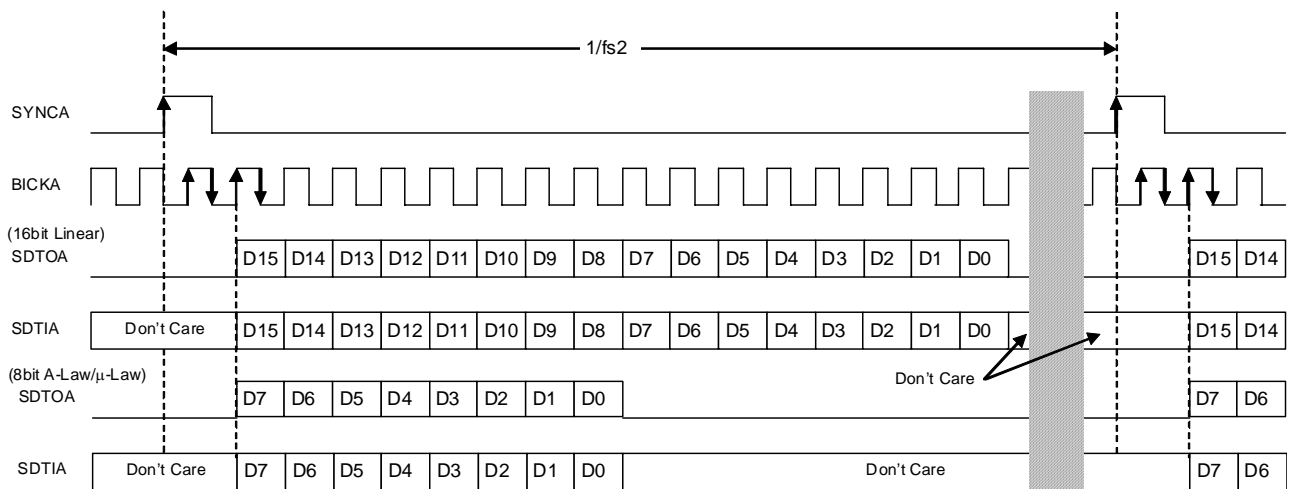 1/fs2
SYNCA
BICKA
(16bit Linear)
SDTOA D15 D14 D13 D12 D11 D10 D9 D8 D7 D6 D5 D4 D3 D2 D1 D0 D15 D14
SDTIA Don't Care D15 D14 D13 D12 D11 D10 D9 D8 D7 D6 D5 D4 D3 D2 D1 D0 D15 D14
Don't Care
(8bit A-Law/μ-Law)
SDTOA D7 D6 D5 D4 D3 D2 D1 D0 D7 D6
SDTIA Don't Care D7 D6 D5 D4 D3 D2 D1 D0 Don't Care D7 D6